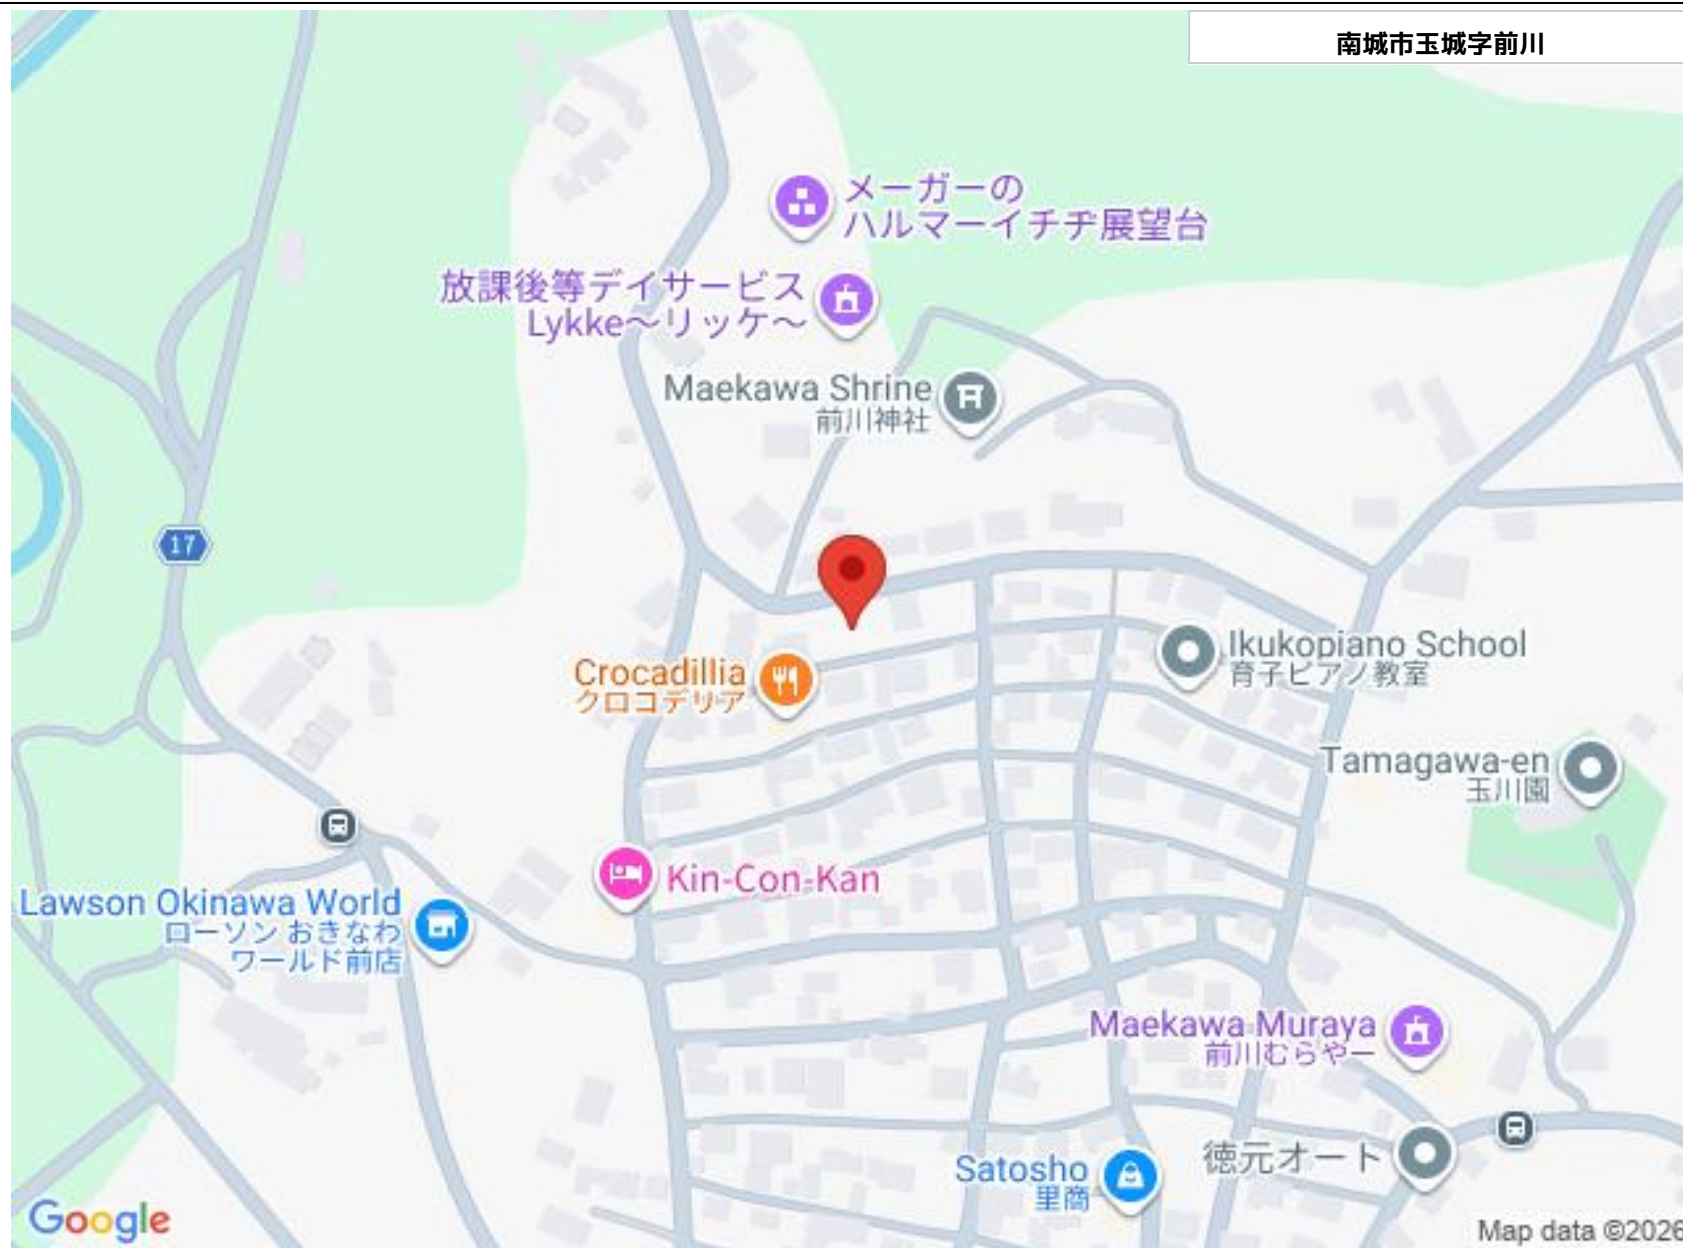 南城市玉城字前川
メーガーの
ハルマーイチヂ展望台
放課後等デイサービス
Lykke～リッケ～
Maekawa Shrine
前川神社
17
Crocadillia
クロコデリア
Ikukopiano School
育子ピアノ教室
Tamagawa-en
玉川園
Kin-Con-Kan
Lawson Okinawa World
ローソン おきなわ
ワールド前店
Maekawa Muraya
前川むらやー
徳元オート
Satosho
里商
Google
Map data ©2026